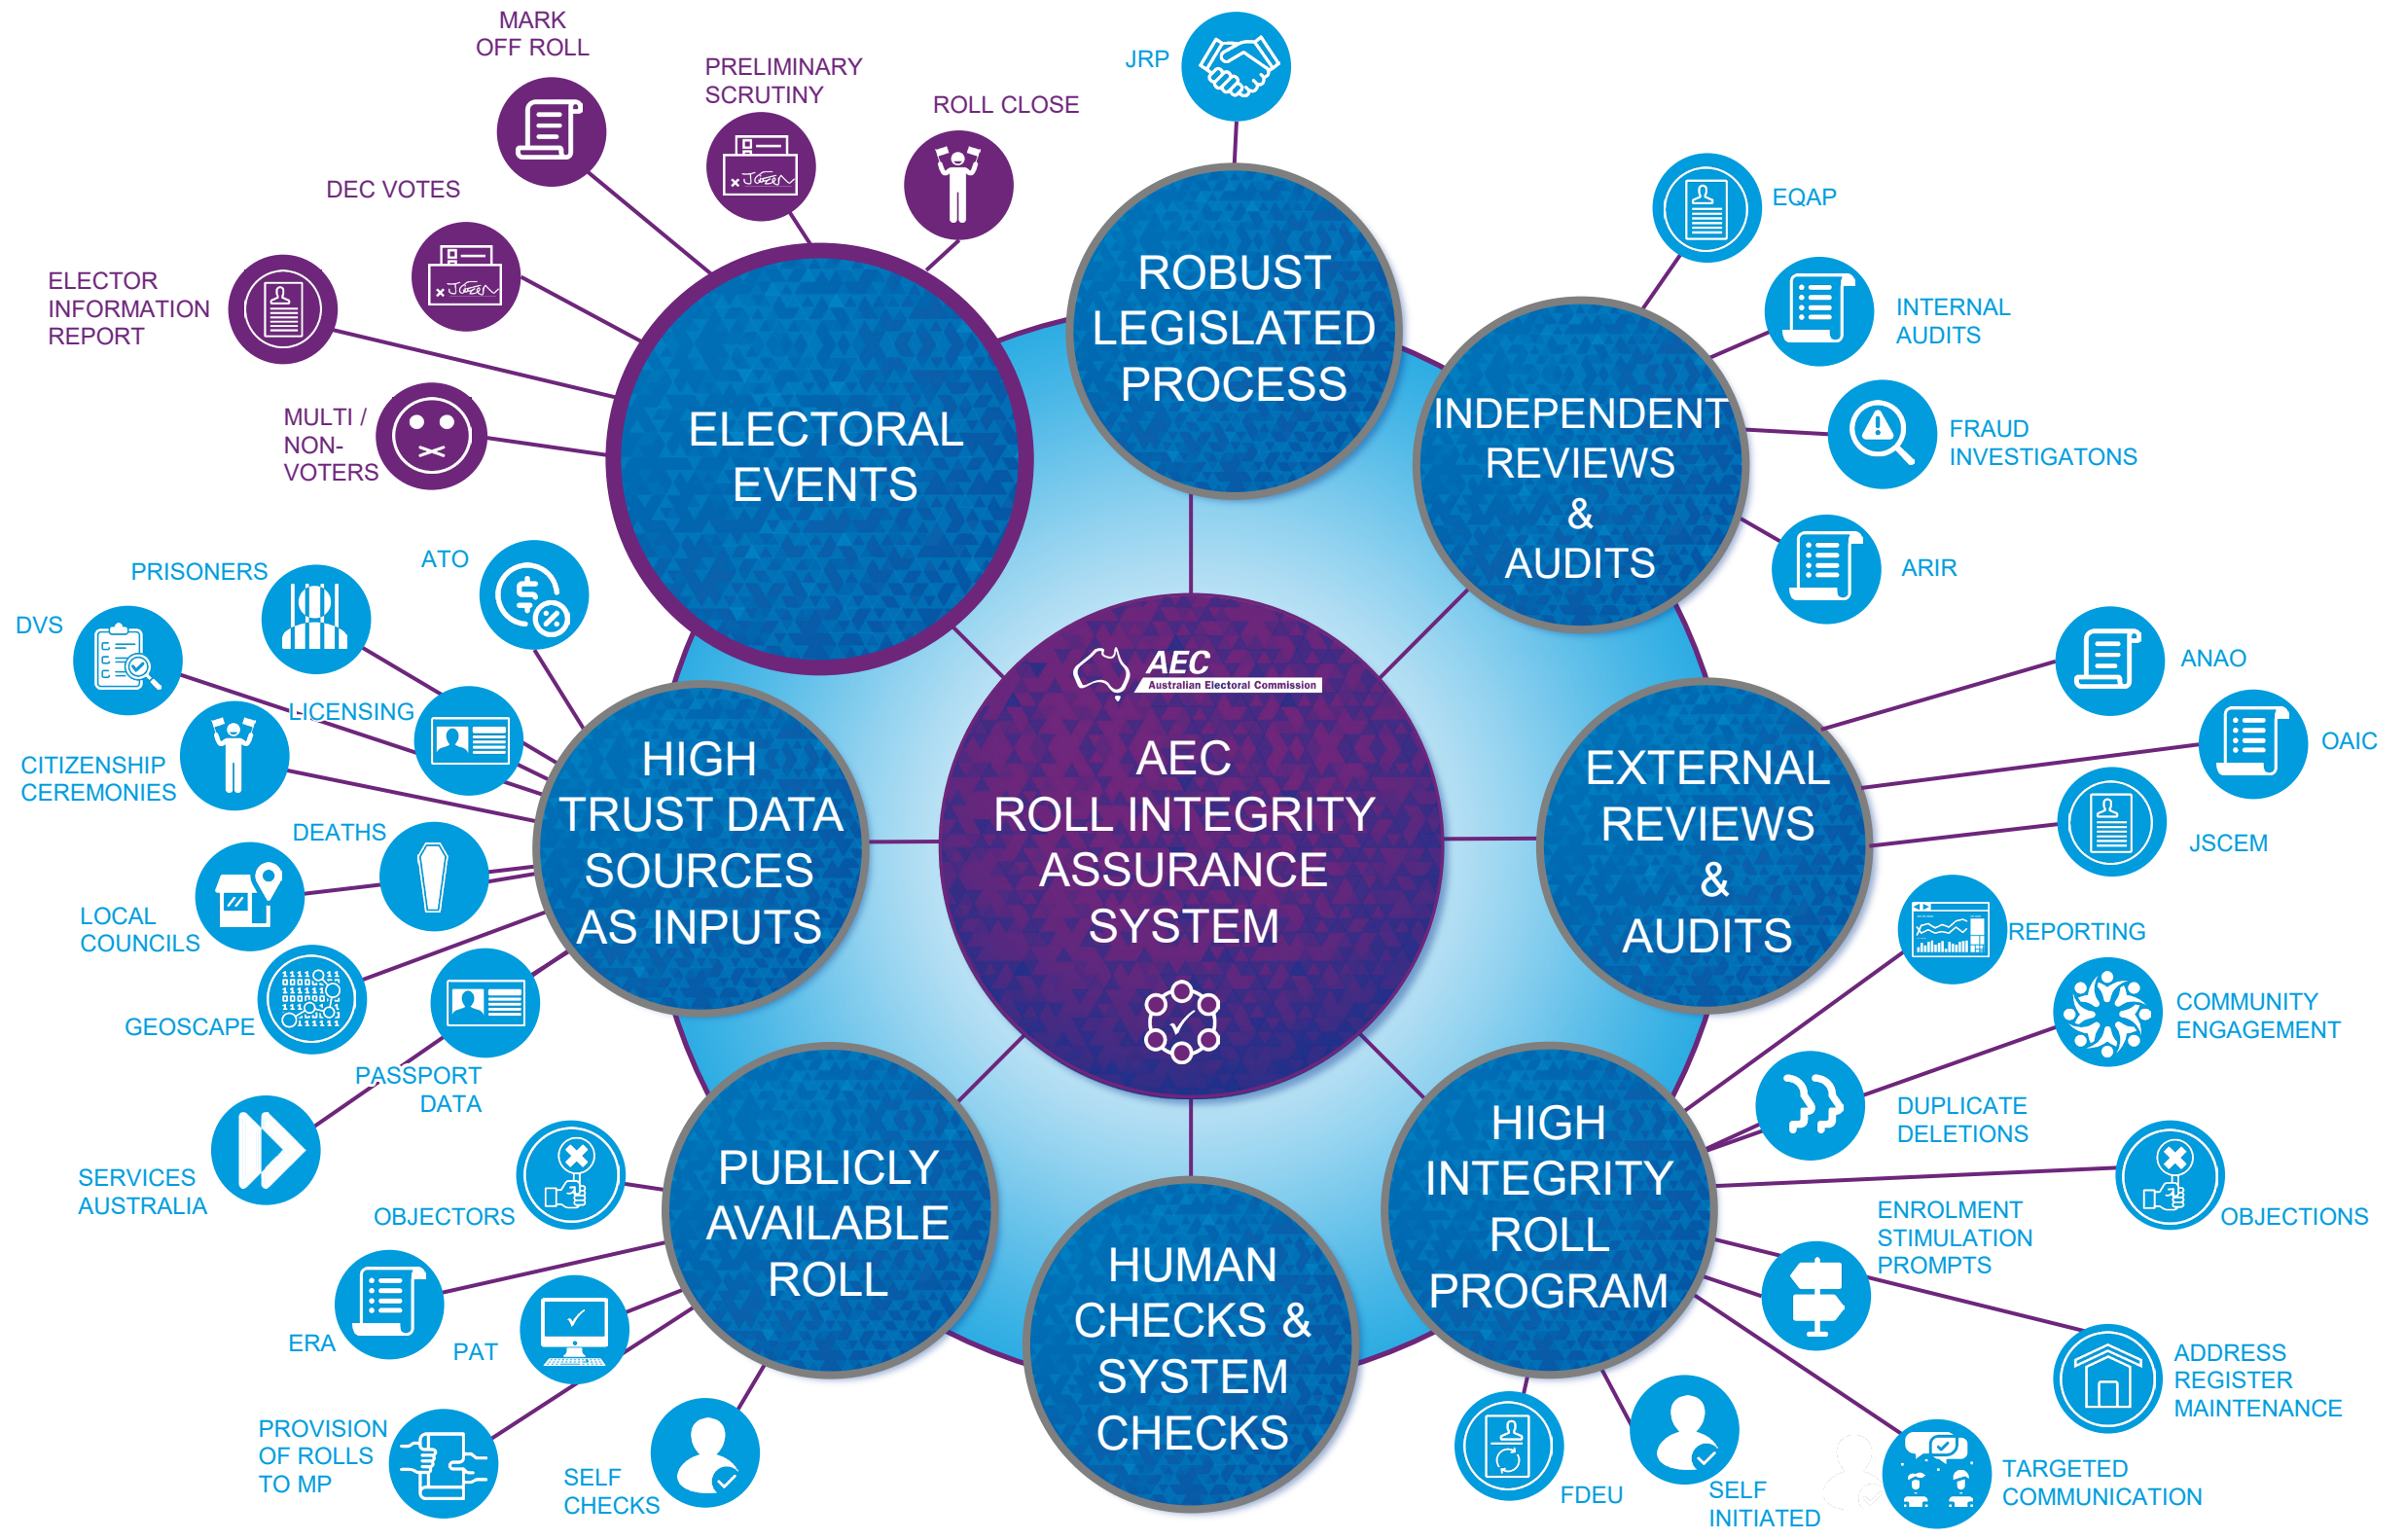 MARK
OFF ROLL
PRELIMINARY
SCRUTINY
ROLL CLOSE
DEC VOTES
ELECTOR
INFORMATION
REPORT
MULTI /
NON-
VOTERS
ELECTORAL
EVENTS
JRP
ROBUST
LEGISLATED
PROCESS
EQAP
INTERNAL
AUDITS
FRAUD
INVESTIGATONS
ARIR
INDEPENDENT
REVIEWS
&
AUDITS
ANAO
OAIC
JSCEM
EXTERNAL
REVIEWS
&
AUDITS
AEC
Australian Electoral Commission
AEC
ROLL INTEGRITY
ASSURANCE
SYSTEM
ATO
PRISONERS
DVS
LICENSING
CITIZENSHIP
CEREMONIES
DEATHS
LOCAL
COUNCILS
GEOSCAPE
PASSPORT
DATA
SERVICES
AUSTRALIA
HIGH
TRUST DATA
SOURCES
AS INPUTS
OBJECTORS
ERA
PAT
PROVISION
OF ROLLS
TO MP
SELF
CHECKS
PUBLICLY
AVAILABLE
ROLL
HUMAN
CHECKS &
SYSTEM
CHECKS
HIGH
INTEGRITY
ROLL
PROGRAM
REPORTING
COMMUNITY
ENGAGEMENT
DUPLICATE
DELETIONS
OBJECTIONS
ENROLMENT
STIMULATION
PROMPTS
ADDRESS
REGISTER
MAINTENANCE
TARGETED
COMMUNICATION
SELF
INITIATED
FDEU